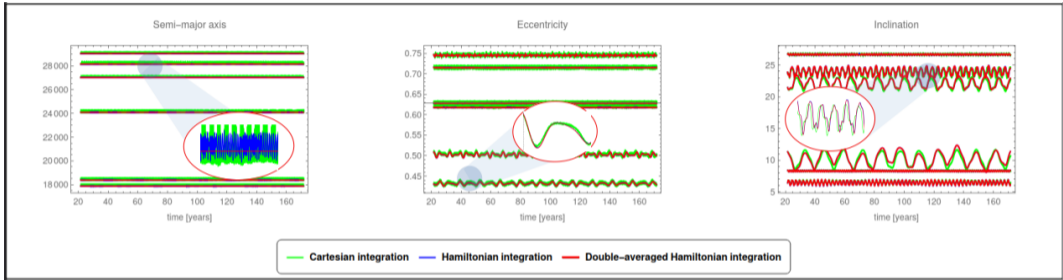 Semi-major axis
Eccentricity
Inclination
28 000
26 000
24 000
22 000
20 000
18 000
20 40 60 80 100 120 140 160
time [years]
0.75
0.70
0.65
0.60
0.55
0.50
0.45
20 40 60 80 100 120 140 160
time [years]
25
20
15
10
5
20 40 60 80 100 120 140 160
time [years]
Cartesian integration Hamiltonian integration Double-averaged Hamiltonian integration